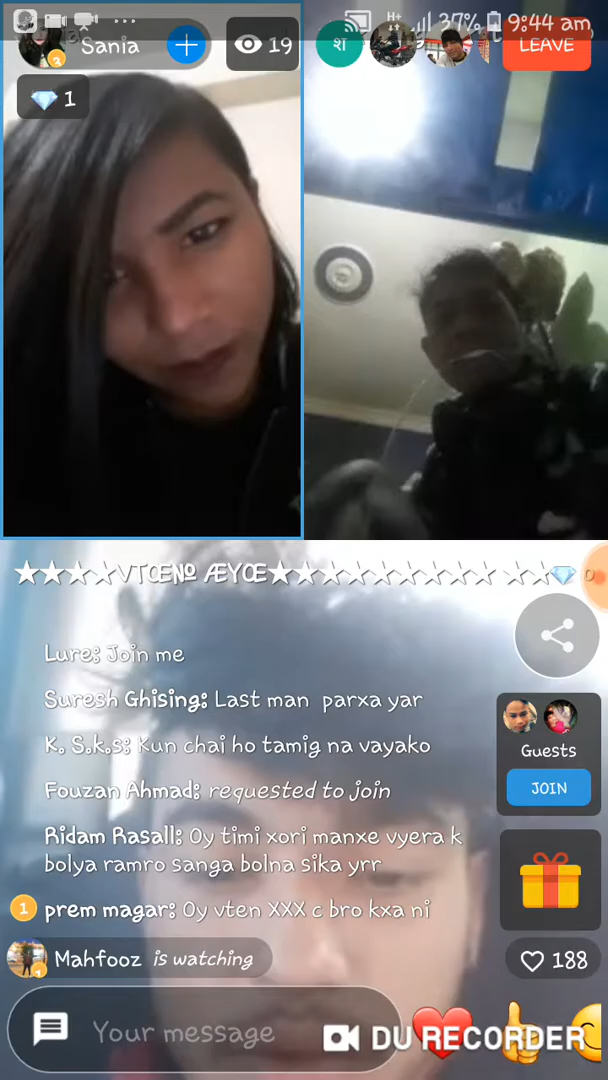 H+ 37% 9:44 am
Sania
19
श
LEAVE
1
★★★☆VTŒNº ÆYŒ★☆☆☆☆☆☆☆☆ ☆☆ 0
Lure: Join me
Suresh Ghising: Last man parxa yar
K. S.k.s: Kun chai ho tamig na vayako
Guests
Fouzan Ahmad: requested to join
JOIN
Ridam Rasall: Oy timi xori manxe vyera k
bolya ramro sanga bolna sika yrr
1 prem magar: Oy vten XXX c bro kxa ni
Mahfooz is watching
188
Your message
DU RECORDER